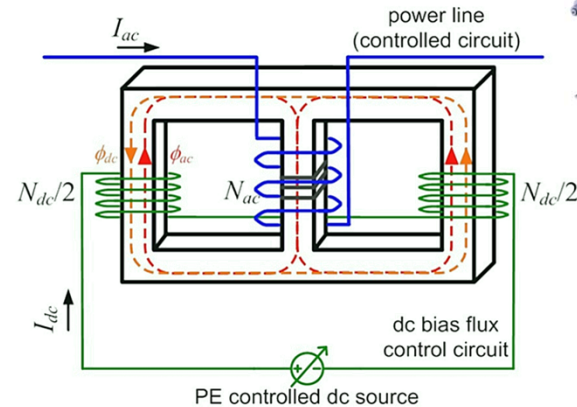 I_ac
power line
(controlled circuit)
ϕ_dc
ϕ_ac
N_dc/2
N_ac
N_dc/2
I_dc
dc bias flux
control circuit
+ -
PE controlled dc source